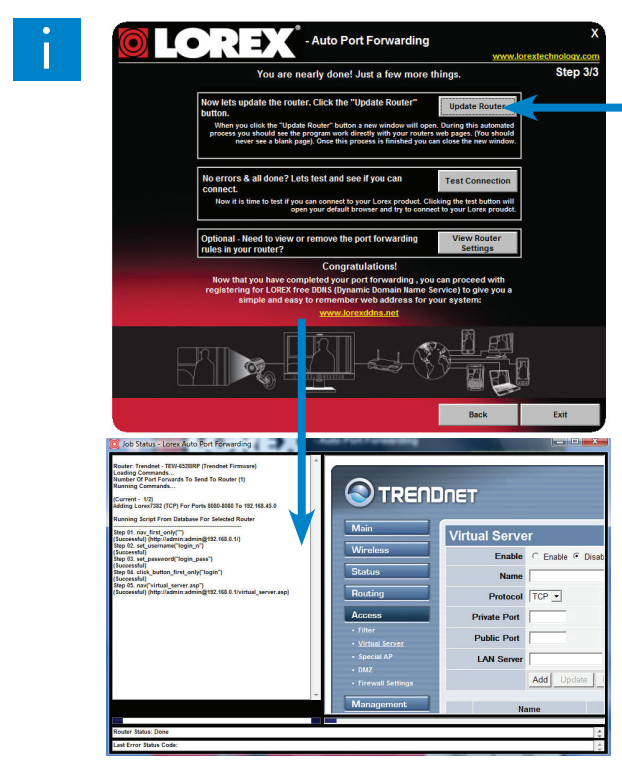 i
LOREX - Auto Port Forwarding
X
www.lorextechnology.com
You are nearly done! Just a few more things.
Step 3/3
Now lets update the router. Click the "Update Router"
button.
Update Router
When you click the "Update Router" button a new window will open. During this automated
process you should see the program work directly with your routers web pages. (You should
never see a blank page). Once this process is finished you can close the new window.
No errors & all done? Lets test and see if you can
connect.
Test Connection
Now it is time to test if you can connect to your Lorex product. Clicking the test button will
open your default browser and try to connect to your Lorex proudct.
Optional - Need to view or remove the port forwarding
rules in your router?
View Router
Settings
Congratulations!
Now that you have completed your port forwarding , you can proceed with
registering for LOREX free DDNS (Dynamic Domain Name Service) to give you a
simple and easy to remember web address for your system:
www.lorexddns.net
Back
Exit
Job Status - Lorex Auto Port Forwarding
Router: Trendnet - TEW-652BRP (Trendnet Firmware)
Loading Commands...
Number Of Port Forwards To Send To Router (1)
Running Commands...
(Current - 1/2)
Adding Lorex7382 (TCP) For Ports 8080-8080 To 192.168.45.0
Running Script From Database For Selected Router
Step 01. nav_first_only("")
(Successful) (http://admin:admin@192.168.0.1/)
Step 02. set_username("login_n")
(Successful)
Step 03. set_password("login_pass")
(Successful)
Step 04. click_button_first_only("login")
(Successful)
Step 05. nav("virtual_server.asp")
(Successful) (http://admin:admin@192.168.0.1/virtual_server.asp)
TRENDNET
Main
Wireless
Status
Routing
Access
• Filter
• Virtual Server
• Special AP
• DMZ
• Firewall Settings
Management
Virtual Server
Enable Enable Disab
Name
Protocol TCP
Private Port
Public Port
LAN Server
Add Update
Name
Router Status: Done
Last Error Status Code: